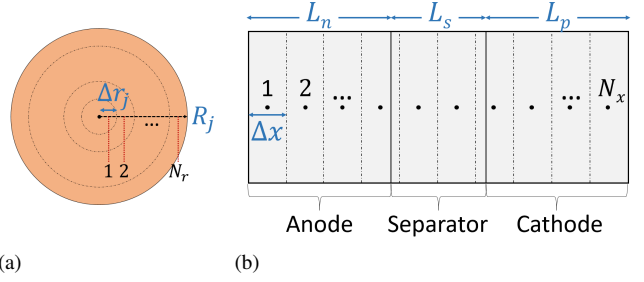 Δr_j
R_j
...
1 2 N_r
(a)
L_n L_s L_p
1 2 ... ... N_x
Δx
Anode Separator Cathode
(b)